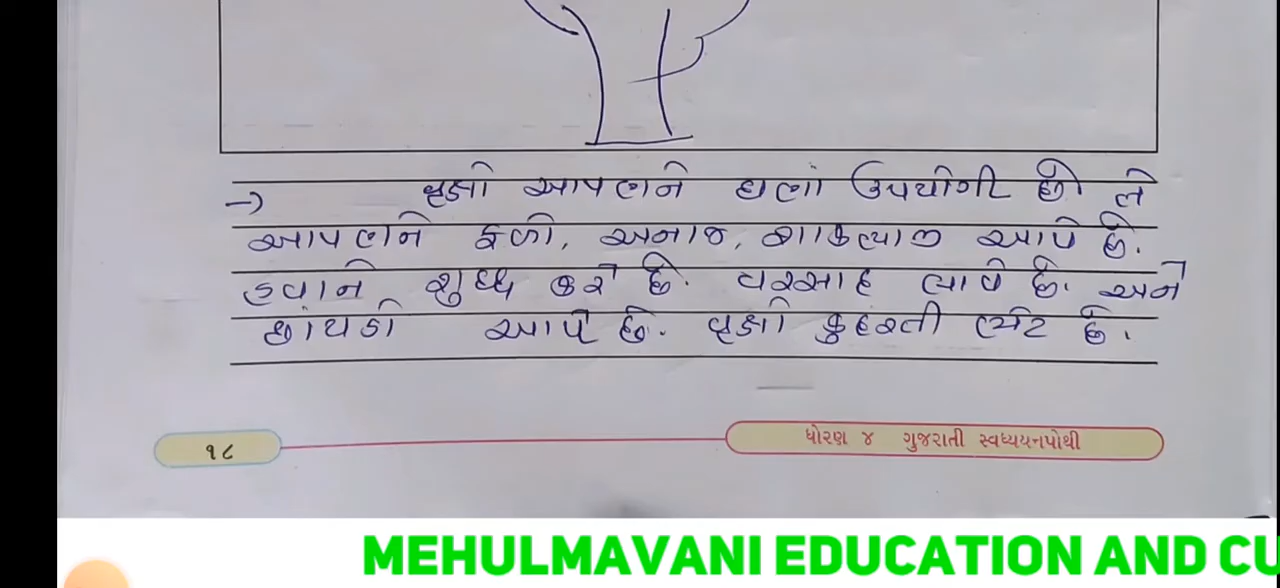 → વૃક્ષો આપણને ઘણાં ઉપયોગી છે તે
આપણને ફળો, અનાજ, શાકભાજી આપે છે.
હવાને શુધ્ધ કરે છે. વરસાદ લાવે છે. અને
છાંયડો આપે છે. વૃક્ષો કુદરતી ભેટ છે.
૧૮
ધોરણ ૪ ગુજરાતી સ્વધ્યયનપોથી
MEHULMAVANI EDUCATION AND CU